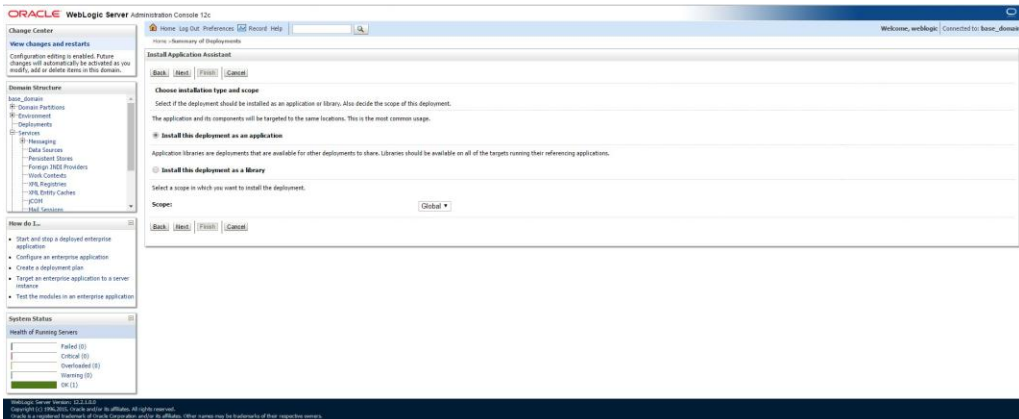 ORACLE WebLogic Server Administration Console 12c
Change Center
View changes and restarts
Configuration editing is enabled. Future
changes will automatically be activated as you
modify, add or delete items in this domain.
Domain Structure
base_domain
Domain Partitions
Environment
Deployments
Services
Messaging
Data Sources
Persistent Stores
Foreign JNDI Providers
Work Contexts
XML Registries
XML Entity Caches
jCOM
Mail Sessions
How do I...
Start and stop a deployed enterprise
application
Configure an enterprise application
Create a deployment plan
Target an enterprise application to a server
instance
Test the modules in an enterprise application
System Status
Health of Running Servers
Failed (0)
Critical (0)
Overloaded (0)
Warning (0)
OK (1)
Home Log Out Preferences Record Help
Welcome, weblogic Connected to: base_domain
Home >Summary of Deployments
Install Application Assistant
Back Next Finish Cancel
Choose installation type and scope
Select if the deployment should be installed as an application or library. Also decide the scope of this deployment.
The application and its components will be targeted to the same locations. This is the most common usage.
Install this deployment as an application
Application libraries are deployments that are available for other deployments to share. Libraries should be available on all of the targets running their referencing applications.
Install this deployment as a library
Select a scope in which you want to install the deployment.
Scope: Global
Back Next Finish Cancel
WebLogic Server Version: 12.2.1.0.0
Copyright (c) 1996,2015, Oracle and/or its affiliates. All rights reserved.
Oracle is a registered trademark of Oracle Corporation and/or its affiliates. Other names may be trademarks of their respective owners.